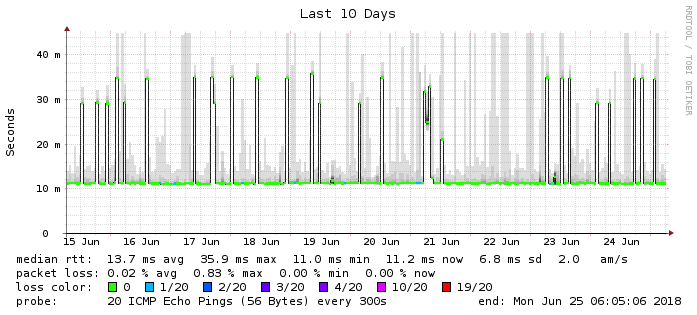 Last 10 Days
RRDTOOL / TOBI OETIKER
Seconds
40 m
30 m
20 m
10 m
0
15 Jun 16 Jun 17 Jun 18 Jun 19 Jun 20 Jun 21 Jun 22 Jun 23 Jun 24 Jun
median rtt: 13.7 ms avg 35.9 ms max 11.0 ms min 11.2 ms now 6.8 ms sd 2.0 am/s
packet loss: 0.02 % avg 0.83 % max 0.00 % min 0.00 % now
loss color: 0 1/20 2/20 3/20 4/20 10/20 19/20
probe: 20 ICMP Echo Pings (56 Bytes) every 300s end: Mon Jun 25 06:05:06 2018